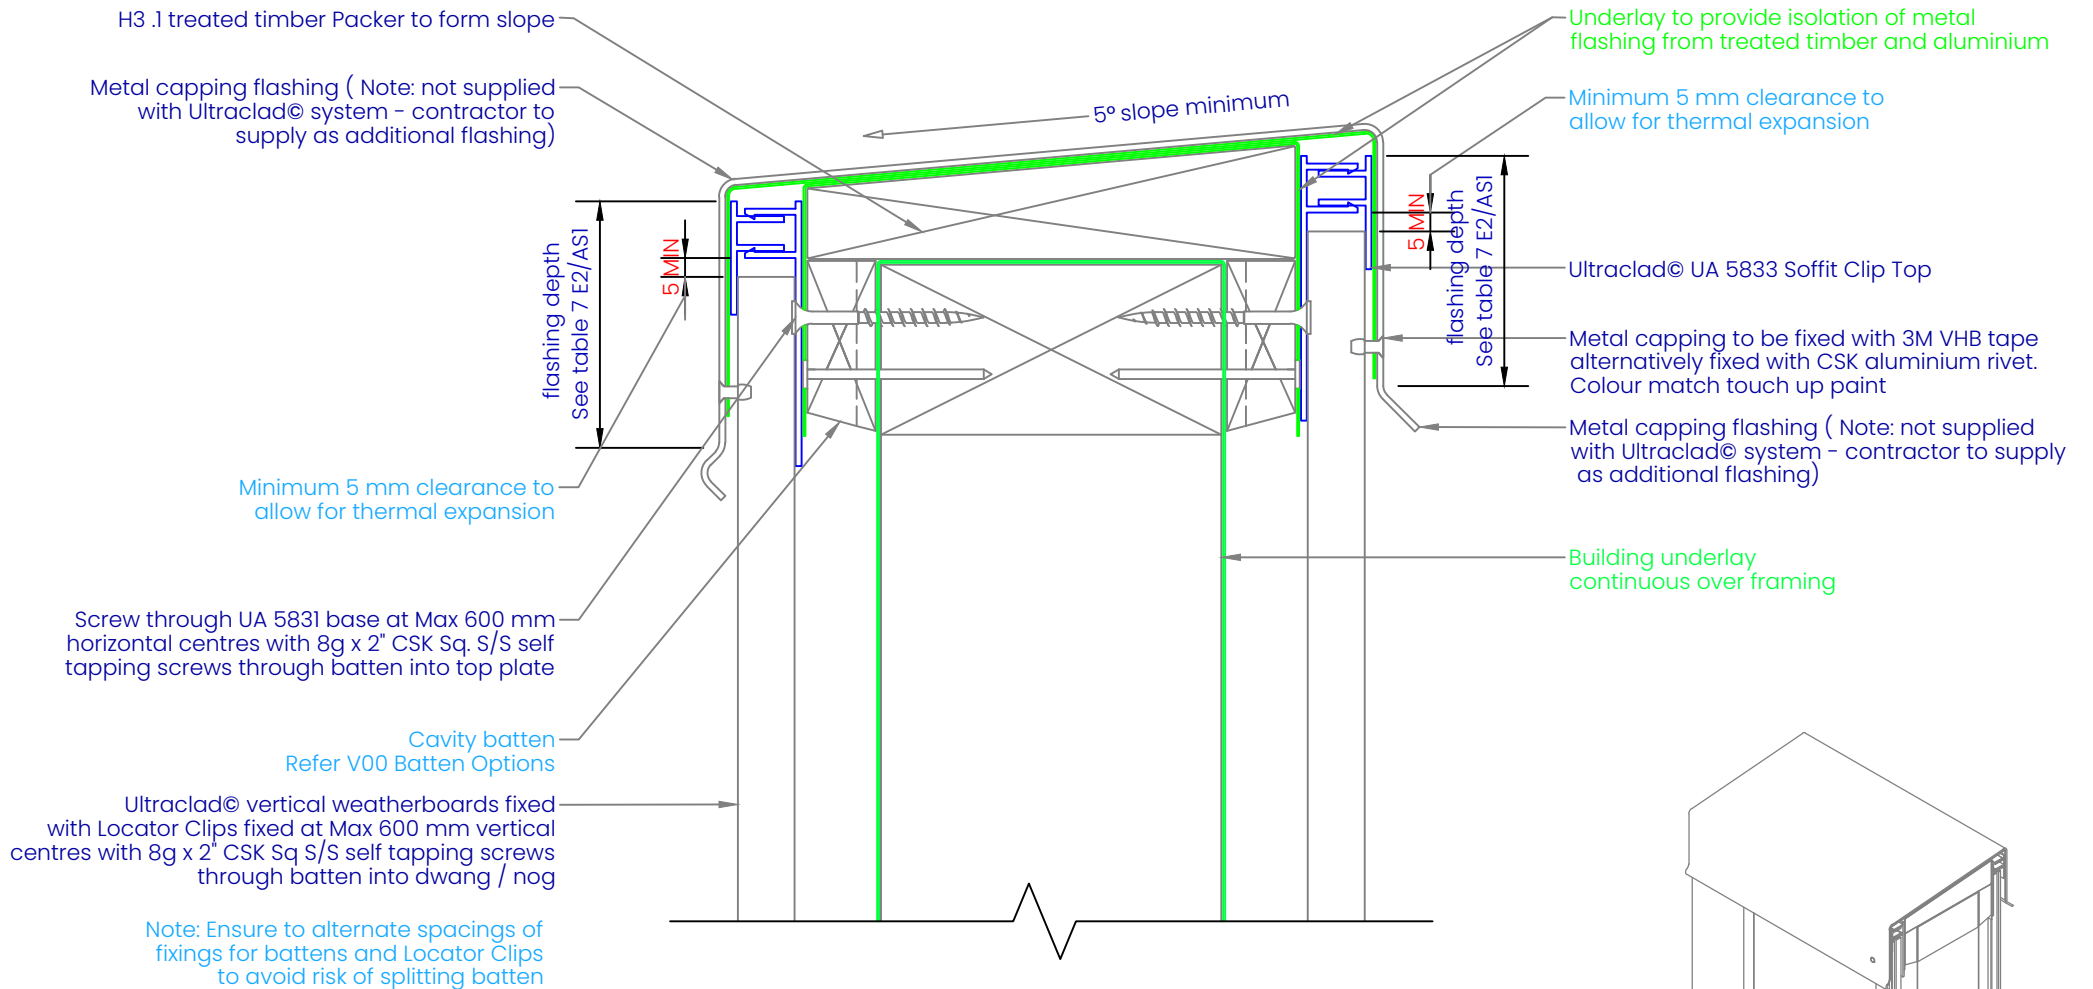 H3 .1 treated timber Packer to form slope
Metal capping flashing ( Note: not supplied
with Ultraclad© system - contractor to
supply as additional flashing)
5° slope minimum
Underlay to provide isolation of metal
flashing from treated timber and aluminium
Minimum 5 mm clearance to
allow for thermal expansion
flashing depth
See table 7 E2/AS1
5 MIN
5 MIN
flashing depth
See table 7 E2/AS1
Ultraclad© UA 5833 Soffit Clip Top
Metal capping to be fixed with 3M VHB tape
alternatively fixed with CSK aluminium rivet.
Colour match touch up paint
Metal capping flashing ( Note: not supplied
with Ultraclad© system - contractor to supply
as additional flashing)
Minimum 5 mm clearance to
allow for thermal expansion
Building underlay
continuous over framing
Screw through UA 5831 base at Max 600 mm
horizontal centres with 8g x 2" CSK Sq. S/S self
tapping screws through batten into top plate
Cavity batten
Refer V00 Batten Options
Ultraclad© vertical weatherboards fixed
with Locator Clips fixed at Max 600 mm vertical
centres with 8g x 2" CSK Sq S/S self tapping screws
through batten into dwang / nog
Note: Ensure to alternate spacings of
fixings for battens and Locator Clips
to avoid risk of splitting batten